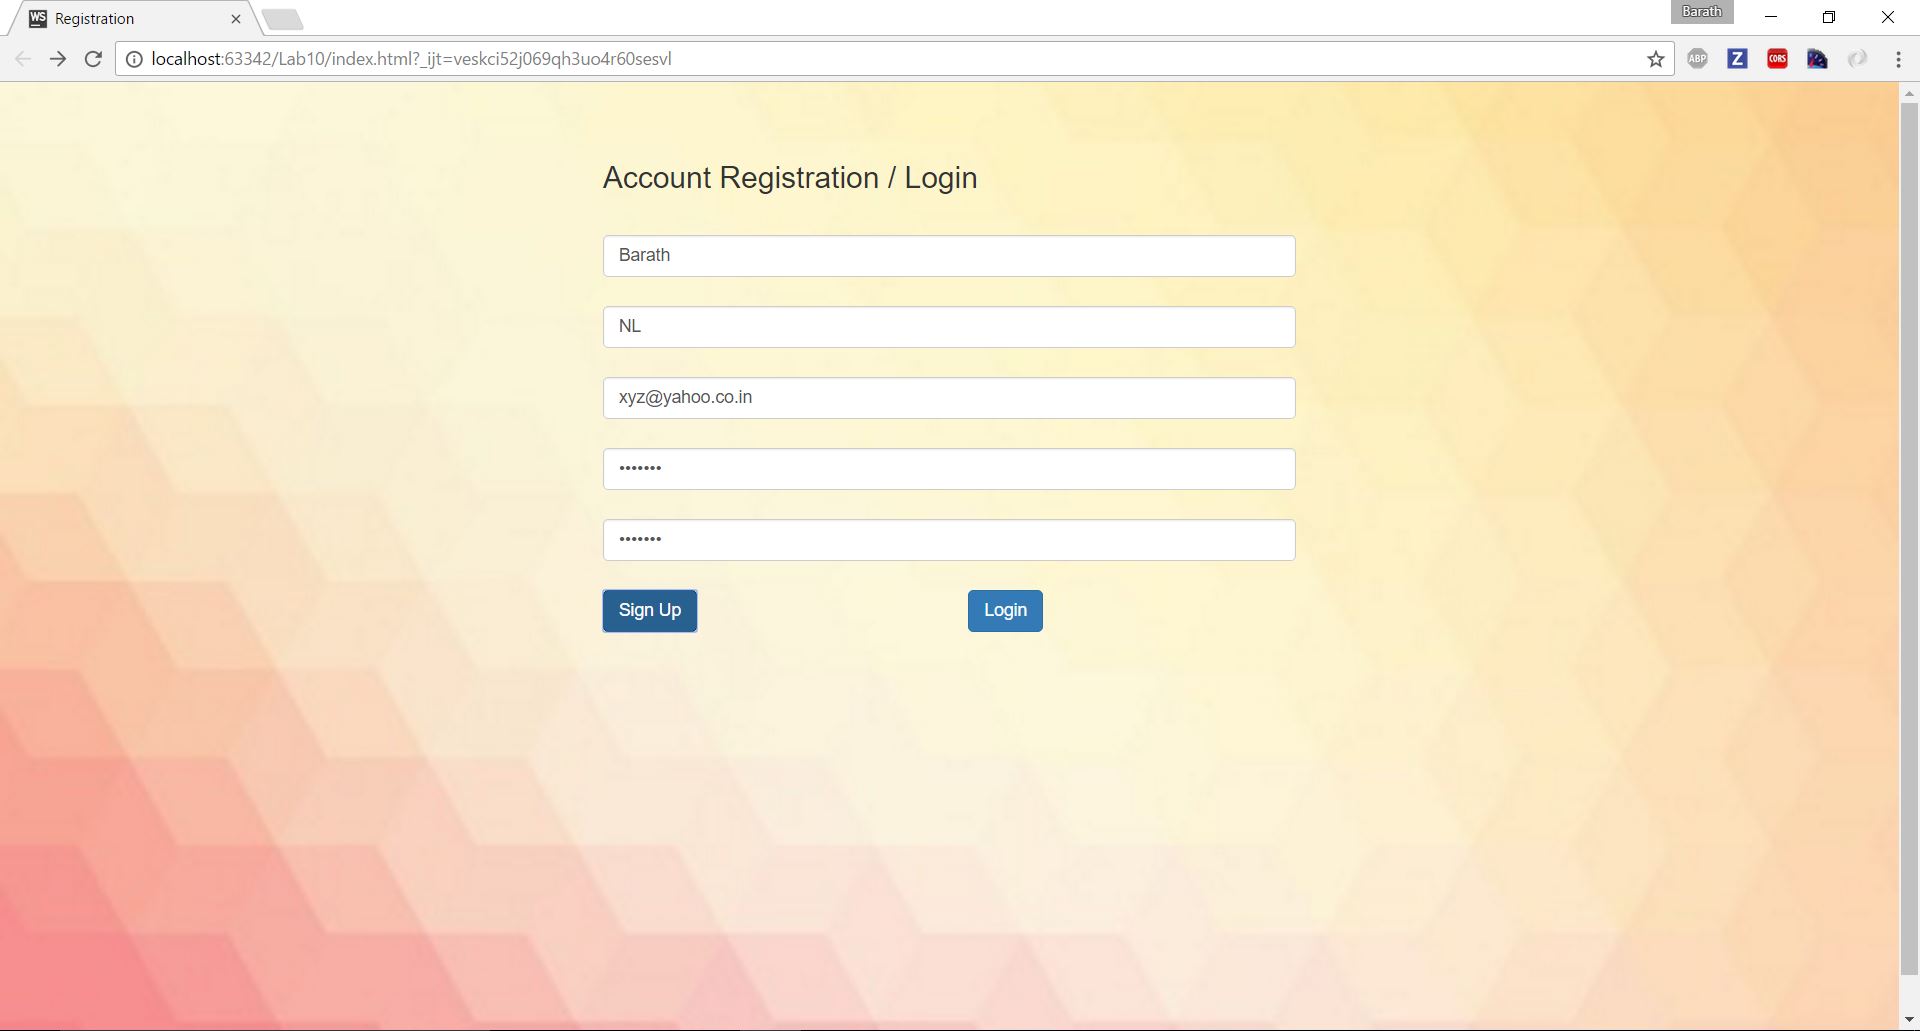 WS Registration
Barath
localhost:63342/Lab10/index.html?_ijt=veskci52j069qh3uo4r60sesvl
ABP
Z
CORS
Account Registration / Login
Barath
NL
xyz@yahoo.co.in
•••••••
•••••••
Sign Up Login